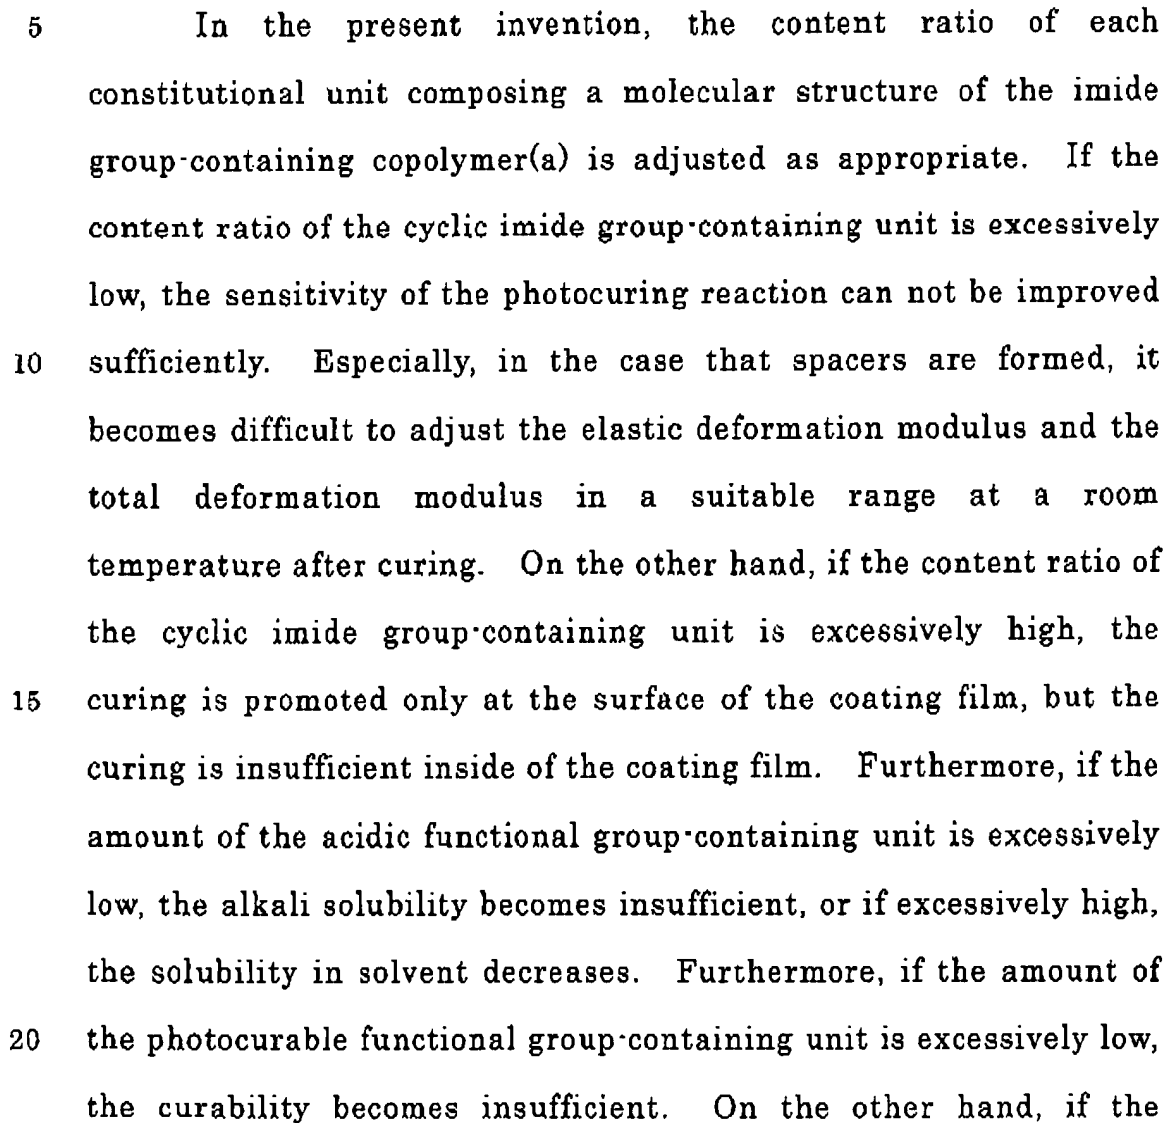 5 In the present invention, the content ratio of each
constitutional unit composing a molecular structure of the imide
group-containing copolymer(a) is adjusted as appropriate. If the
content ratio of the cyclic imide group-containing unit is excessively
low, the sensitivity of the photocuring reaction can not be improved
10 sufficiently. Especially, in the case that spacers are formed, it
becomes difficult to adjust the elastic deformation modulus and the
total deformation modulus in a suitable range at a room
temperature after curing. On the other hand, if the content ratio of
the cyclic imide group-containing unit is excessively high, the
15 curing is promoted only at the surface of the coating film, but the
curing is insufficient inside of the coating film. Furthermore, if the
amount of the acidic functional group-containing unit is excessively
low, the alkali solubility becomes insufficient, or if excessively high,
the solubility in solvent decreases. Furthermore, if the amount of
20 the photocurable functional group-containing unit is excessively low,
the curability becomes insufficient. On the other hand, if the